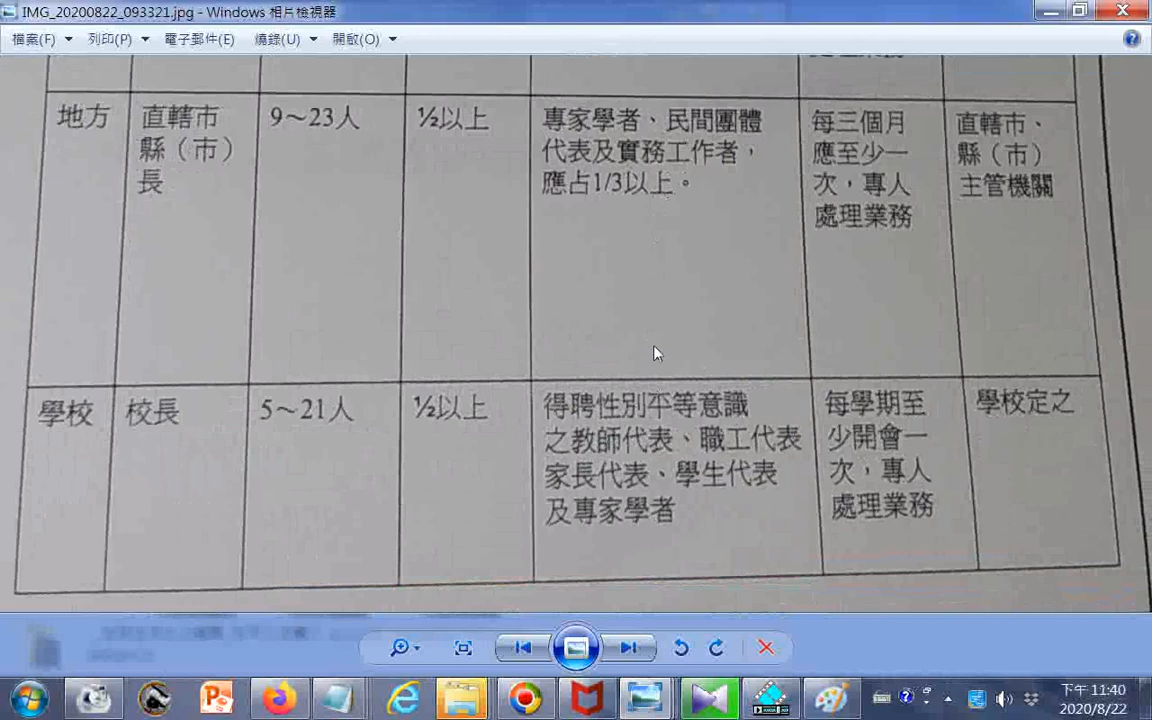 IMG_20200822_093321.jpg - Windows 相片檢視器
檔案(F) 列印(P) 電子郵件(E) 燒錄(U) 開啟(O)
地方
直轄市
縣（市）
長
9～23人
½以上
專家學者、民間團體
代表及實務工作者，
應占1/3以上。
每三個月
應至少一
次，專人
處理業務
直轄市、
縣（市）
主管機關
學校
校長
5～21人
½以上
得聘性別平等意識
之教師代表、職工代表
家長代表、學生代表
及專家學者
每學期至
少開會一
次，專人
處理業務
學校定之
下午 11:40
2020/8/22